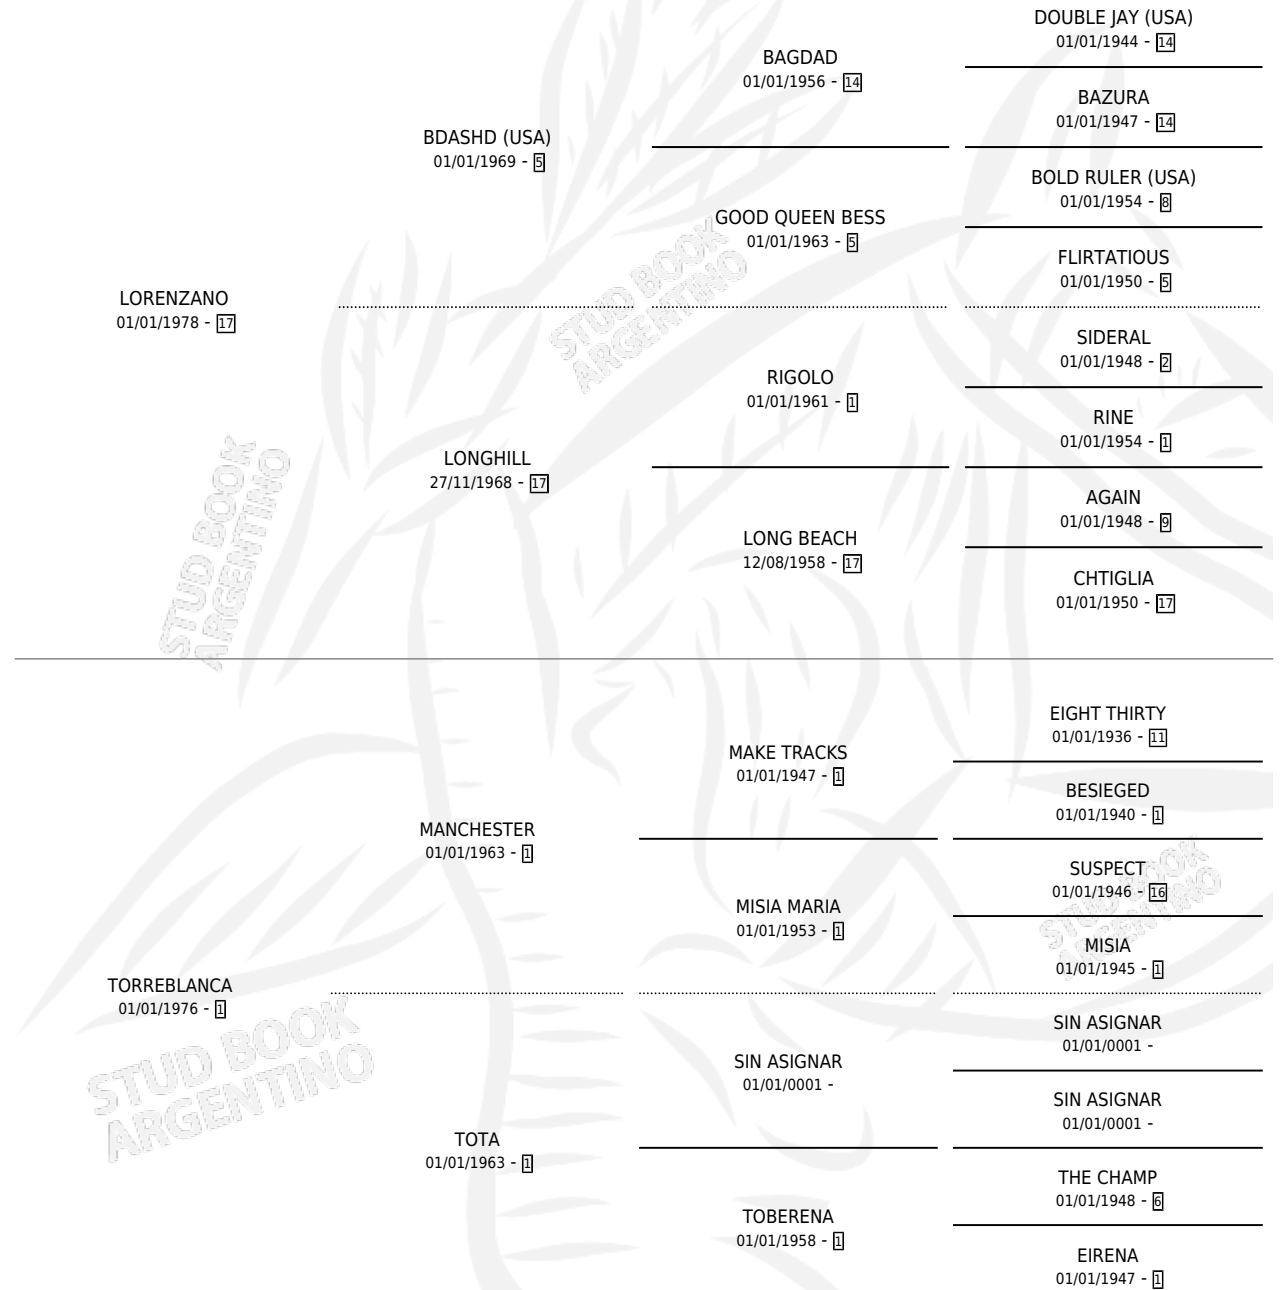 DOUBLE JAY (USA)
01/01/1944 - 14
BAGDAD
01/01/1956 - 14
BAZURA
01/01/1947 - 14
BDASHD (USA)
01/01/1969 - 5
BOLD RULER (USA)
01/01/1954 - 8
GOOD QUEEN BESS
01/01/1963 - 5
FLIRTATIOUS
01/01/1950 - 5
LORENZANO
01/01/1978 - 17
SIDERAL
01/01/1948 - 2
RIGOLO
01/01/1961 - 1
RINE
01/01/1954 - 1
LONGHILL
27/11/1968 - 17
AGAIN
01/01/1948 - 9
LONG BEACH
12/08/1958 - 17
CHTIGLIA
01/01/1950 - 17
EIGHT THIRTY
01/01/1936 - 11
MAKE TRACKS
01/01/1947 - 1
BESIEGED
01/01/1940 - 1
MANCHESTER
01/01/1963 - 1
SUSPECT
01/01/1946 - 16
MISIA MARIA
01/01/1953 - 1
MISIA
01/01/1945 - 1
TORREBLANCA
01/01/1976 - 1
SIN ASIGNAR
01/01/0001 -
SIN ASIGNAR
01/01/0001 -
SIN ASIGNAR
01/01/0001 -
TOTA
01/01/1963 - 1
THE CHAMP
01/01/1948 - 6
TOBERENA
01/01/1958 - 1
EIRENA
01/01/1947 - 1
STUD BOOK
ARGENTINO
STUD BOOK
ARGENTINO
STUD BOOK
ARGENTINO
STUD BOOK
ARGENTINO